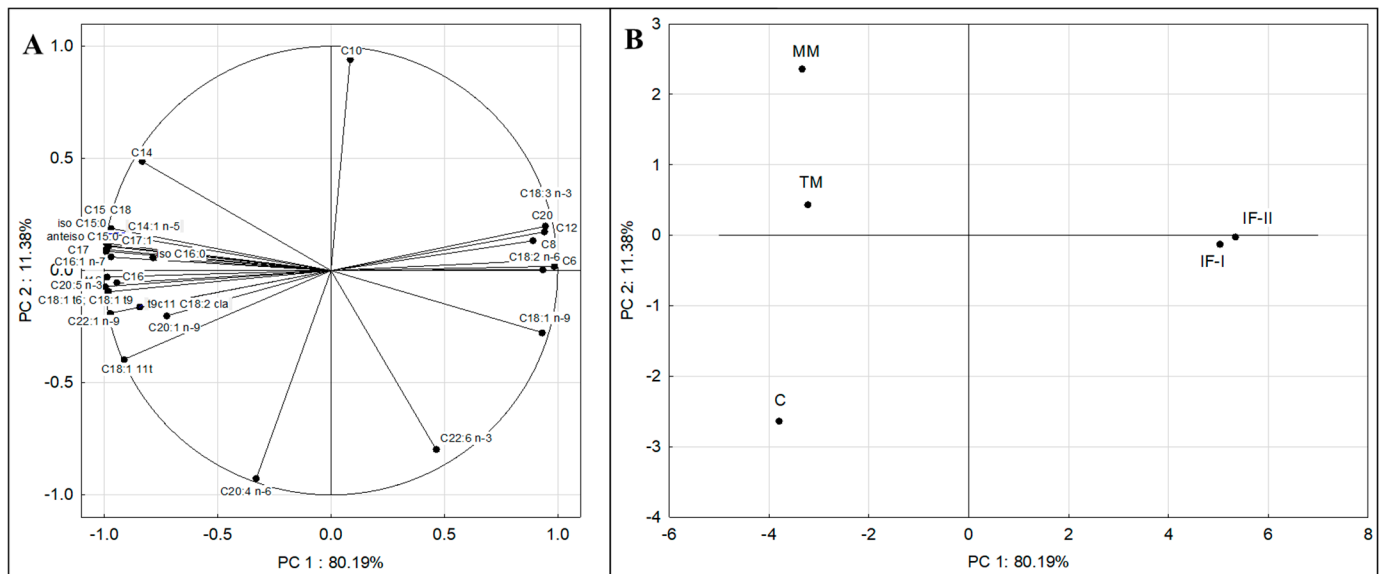 A
1.0
0.5
0.0
-0.5
-1.0
PC 2 : 11.38%
C10
C14
C18:3 n-3
C20
C12
C8
C18:2 n-6
C6
C18:1 n-9
C22:6 n-3
C20:4 n-6
C15 C18
iso C15:0
C14:1 n-5
anteiso C15:0
C17:1
C17
iso C16:0
C16:1 n-7
C16
C20:5 n-3
C18:1 t6, C18:1 t9
t9c11 C18:2 cla
C22:1 n-9
C20:1 n-9
C18:1 11t
-1.0 -0.5 0.0 0.5 1.0
PC 1 : 80.19%
B
3
2
1
0
-1
-2
-3
-4
PC 2: 11.38%
MM
TM
IF-II
IF-I
C
-6 -4 -2 0 2 4 6 8
PC 1: 80.19%